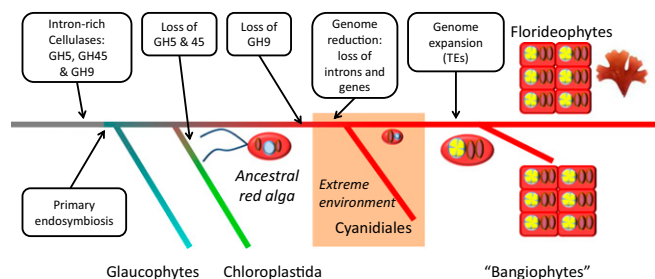 Intron-rich
Cellulases:
GH5, GH45
& GH9
Loss of
GH5 & 45
Loss of
GH9
Genome
reduction:
loss of
introns and
genes
Genome
expansion
(TEs)
Florideophytes
Primary
endosymbiosis
Ancestral
red alga
Extreme
environment
Cyanidiales
Glaucophytes
Chloroplastida
“Bangiophytes”